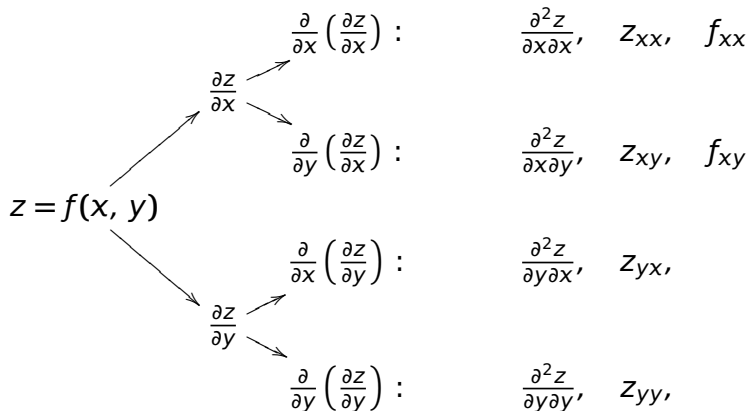 ∂/∂x (∂z/∂x) : ∂²z/∂x∂x, z_xx, f_xx
∂z/∂x
∂/∂y (∂z/∂x) : ∂²z/∂x∂y, z_xy, f_xy
z = f(x, y)
∂/∂x (∂z/∂y) : ∂²z/∂y∂x, z_yx,
∂z/∂y
∂/∂y (∂z/∂y) : ∂²z/∂y∂y, z_yy,